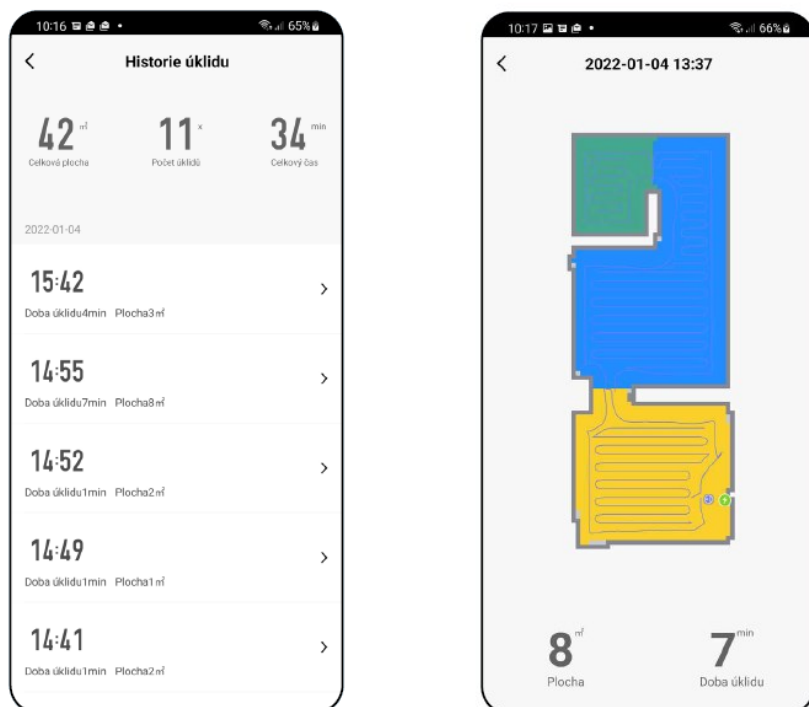 10:16
65%
Historie úklidu
42 ㎡
11 x
34 min
Celková plocha
Počet úklidů
Celkový čas
2022-01-04
15:42
Doba úklidu4min Plocha3㎡
14:55
Doba úklidu7min Plocha8㎡
14:52
Doba úklidu1min Plocha2㎡
14:49
Doba úklidu1min Plocha1㎡
14:41
Doba úklidu1min Plocha2㎡
10:17
66%
2022-01-04 13:37
8 ㎡
7 min
Plocha
Doba úklidu